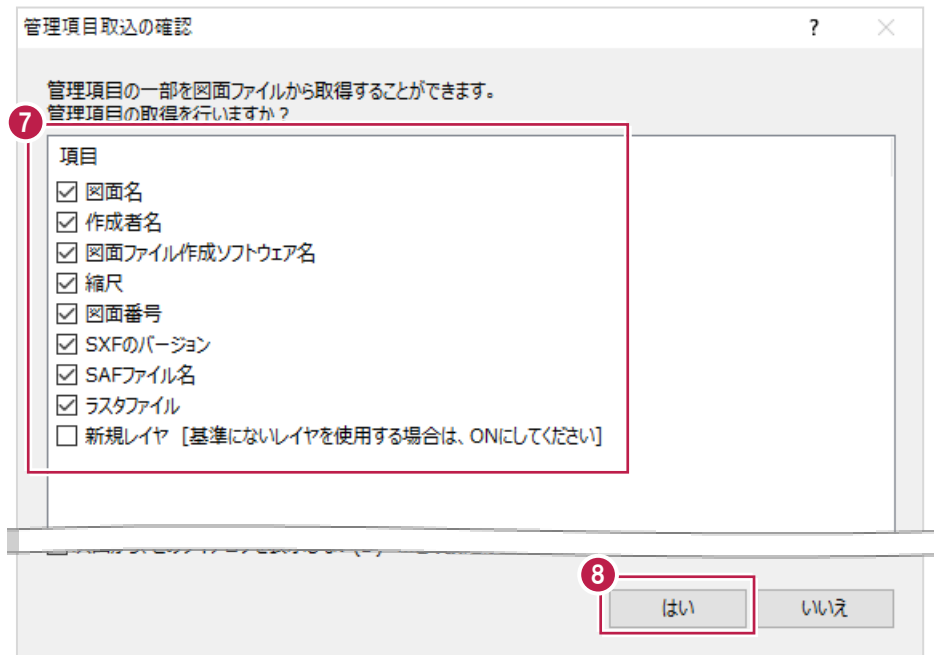 管理項目取込の確認
?
管理項目の一部を図面ファイルから取得することができます。
管理項目の取得を行いますか?
7
項目
図面名
作成者名
図面ファイル作成ソフトウェア名
縮尺
図面番号
SXFのバージョン
SAFファイル名
ラスタファイル
新規レイヤ [基準にないレイヤを使用する場合は、ONにしてください]
8
はい
いいえ